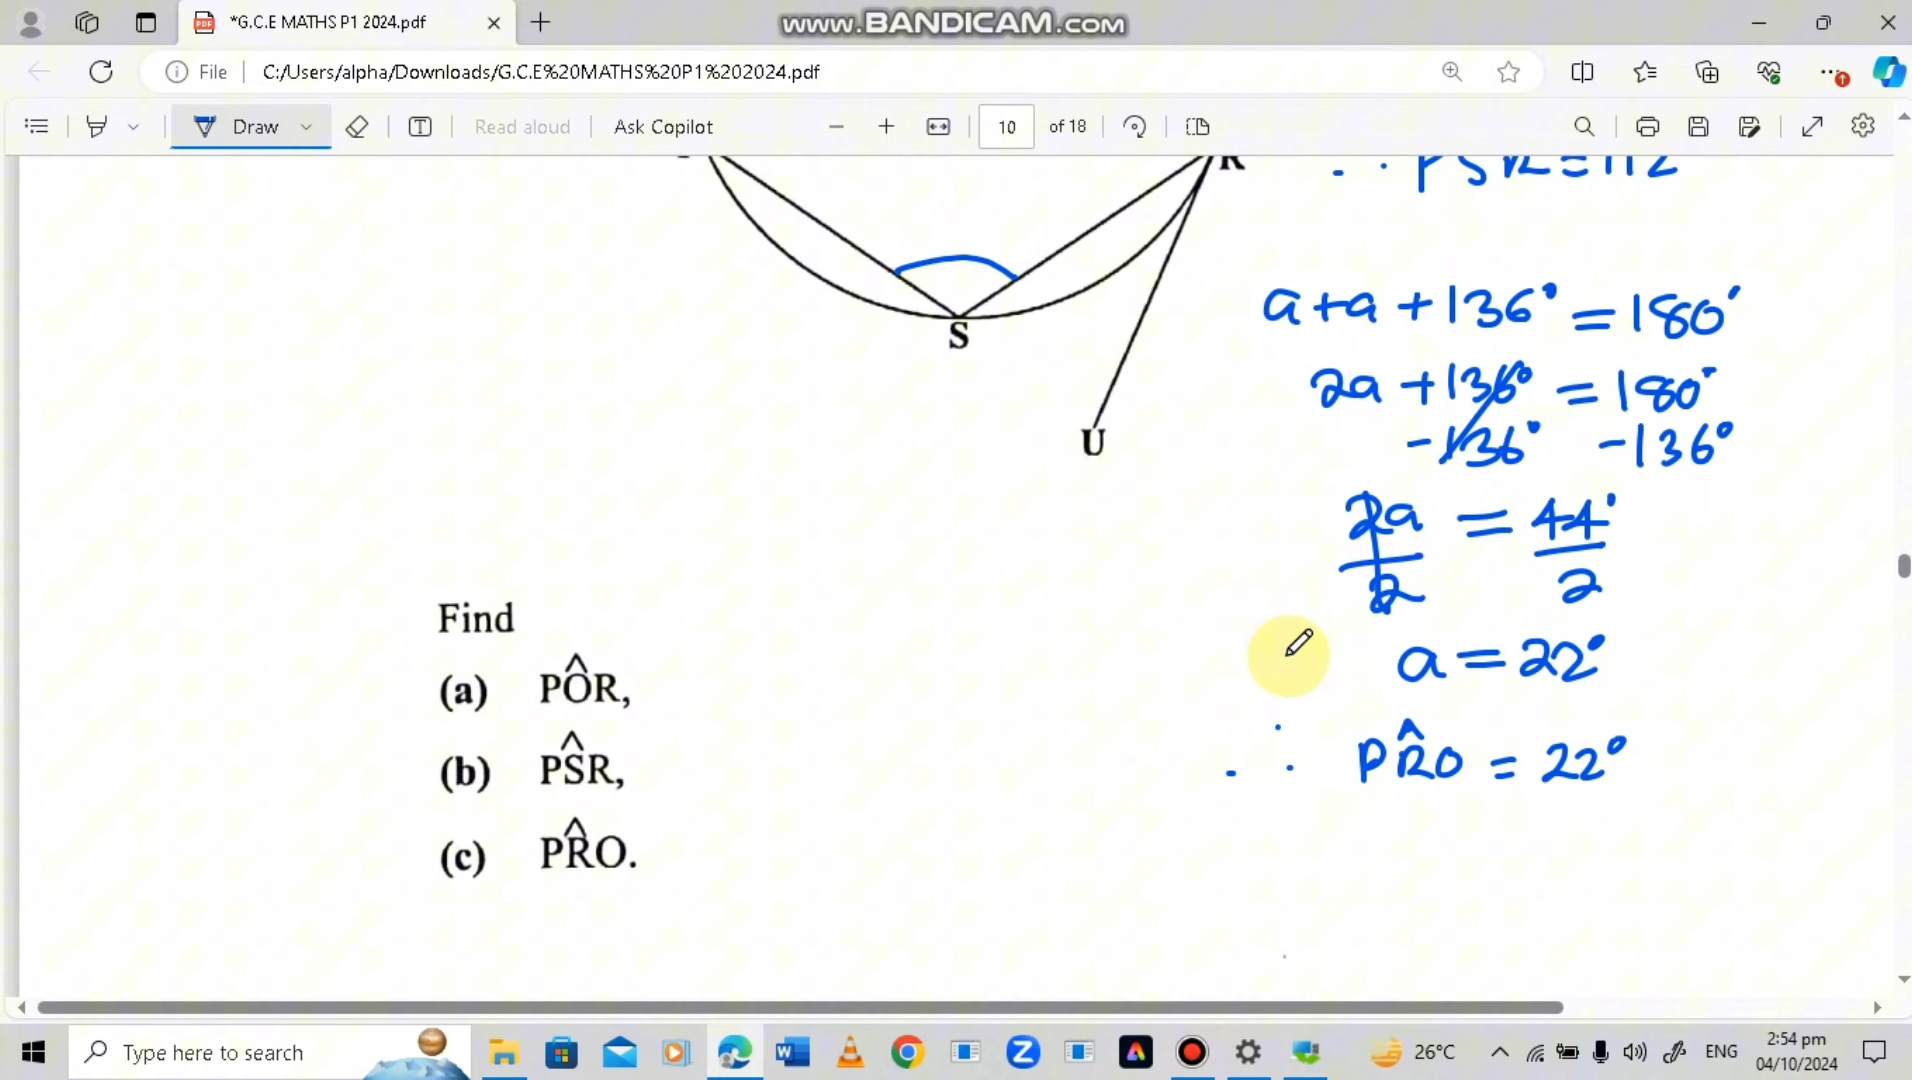 *G.C.E MATHS P1 2024.pdf
www.BANDICAM.com
File
C:/Users/alpha/Downloads/G.C.E%20MATHS%20P1%202024.pdf
Draw
Read aloud
Ask Copilot
10
of 18
R
∴ PSR = 112
S
U
a+a +136° = 180°
2a +136° = 180°
-136° -136°
2a = 44°
2 2
a = 22°
∴ PR̂O = 22°
Find
(a) PÔR,
(b) PŜR,
(c) PR̂O.
Type here to search
26°C
ENG
2:54 pm
04/10/2024